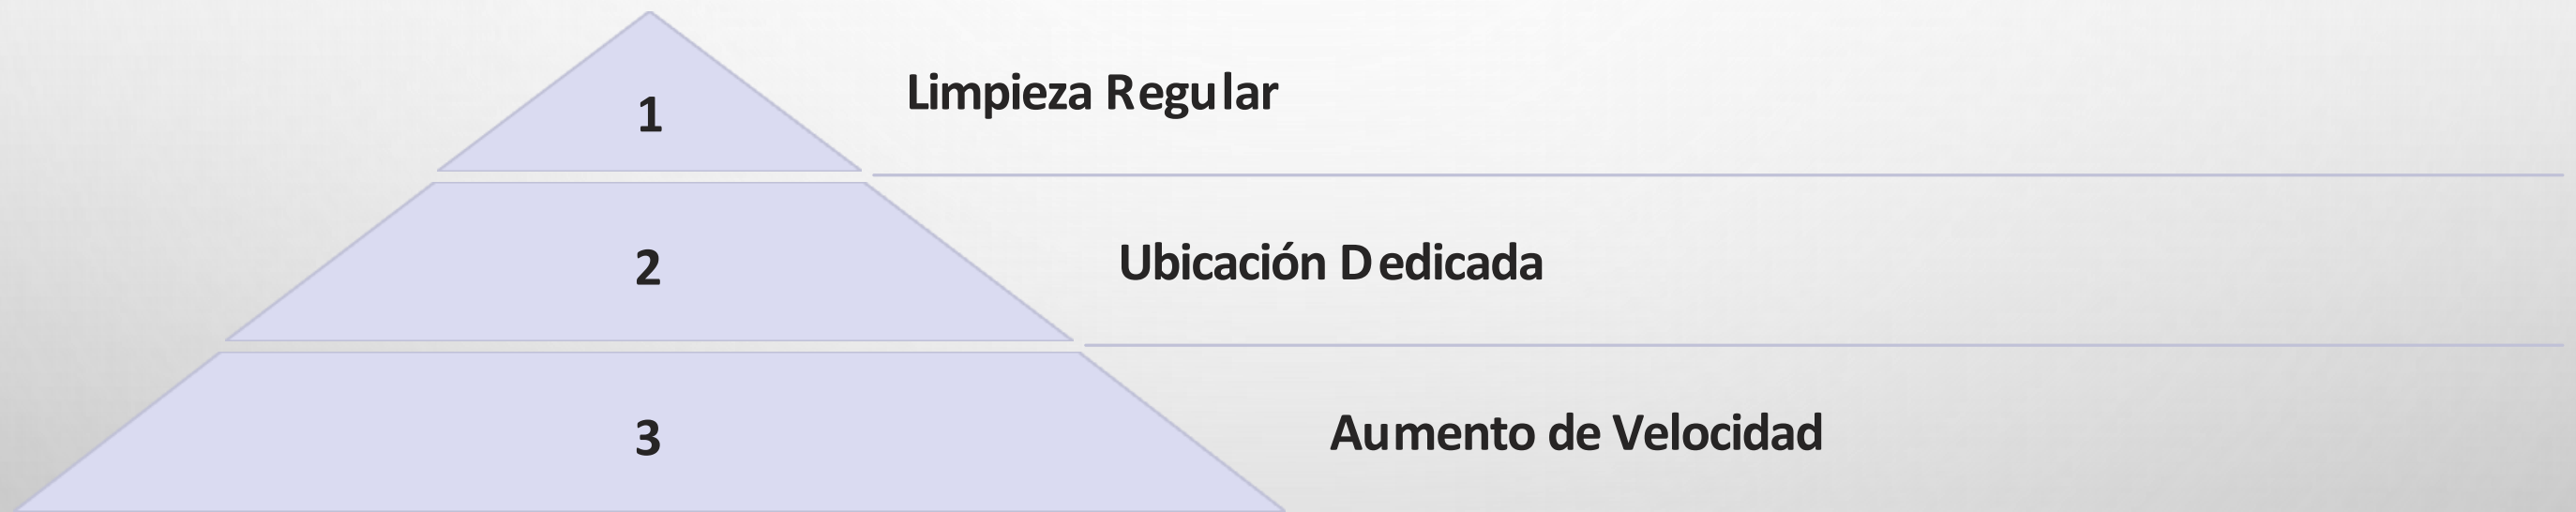 1
Limpieza Regular
2
Ubicación Dedicada
3
Aumento de Velocidad